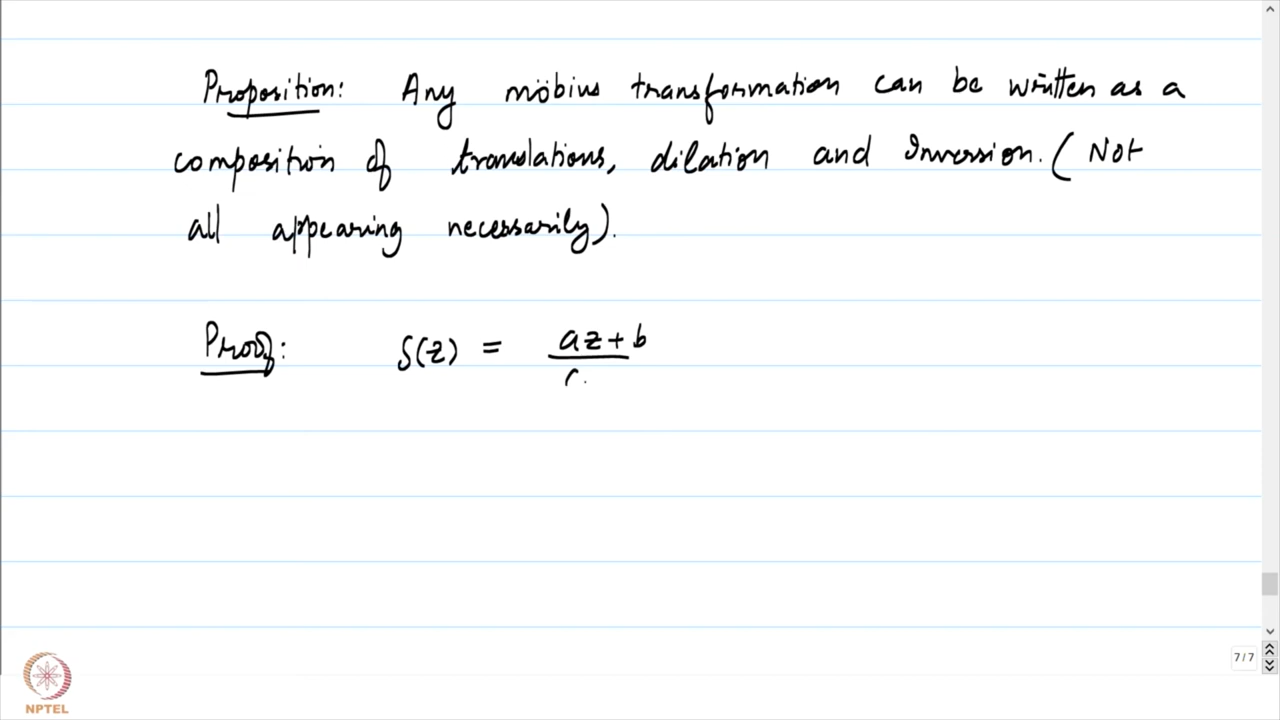 Proposition: Any möbius transformation can be written as a
composition of translations, dilation and Inversion. (Not
all appearing necessarily).
Proof: S(z) = az+b
c
7/7
NPTEL